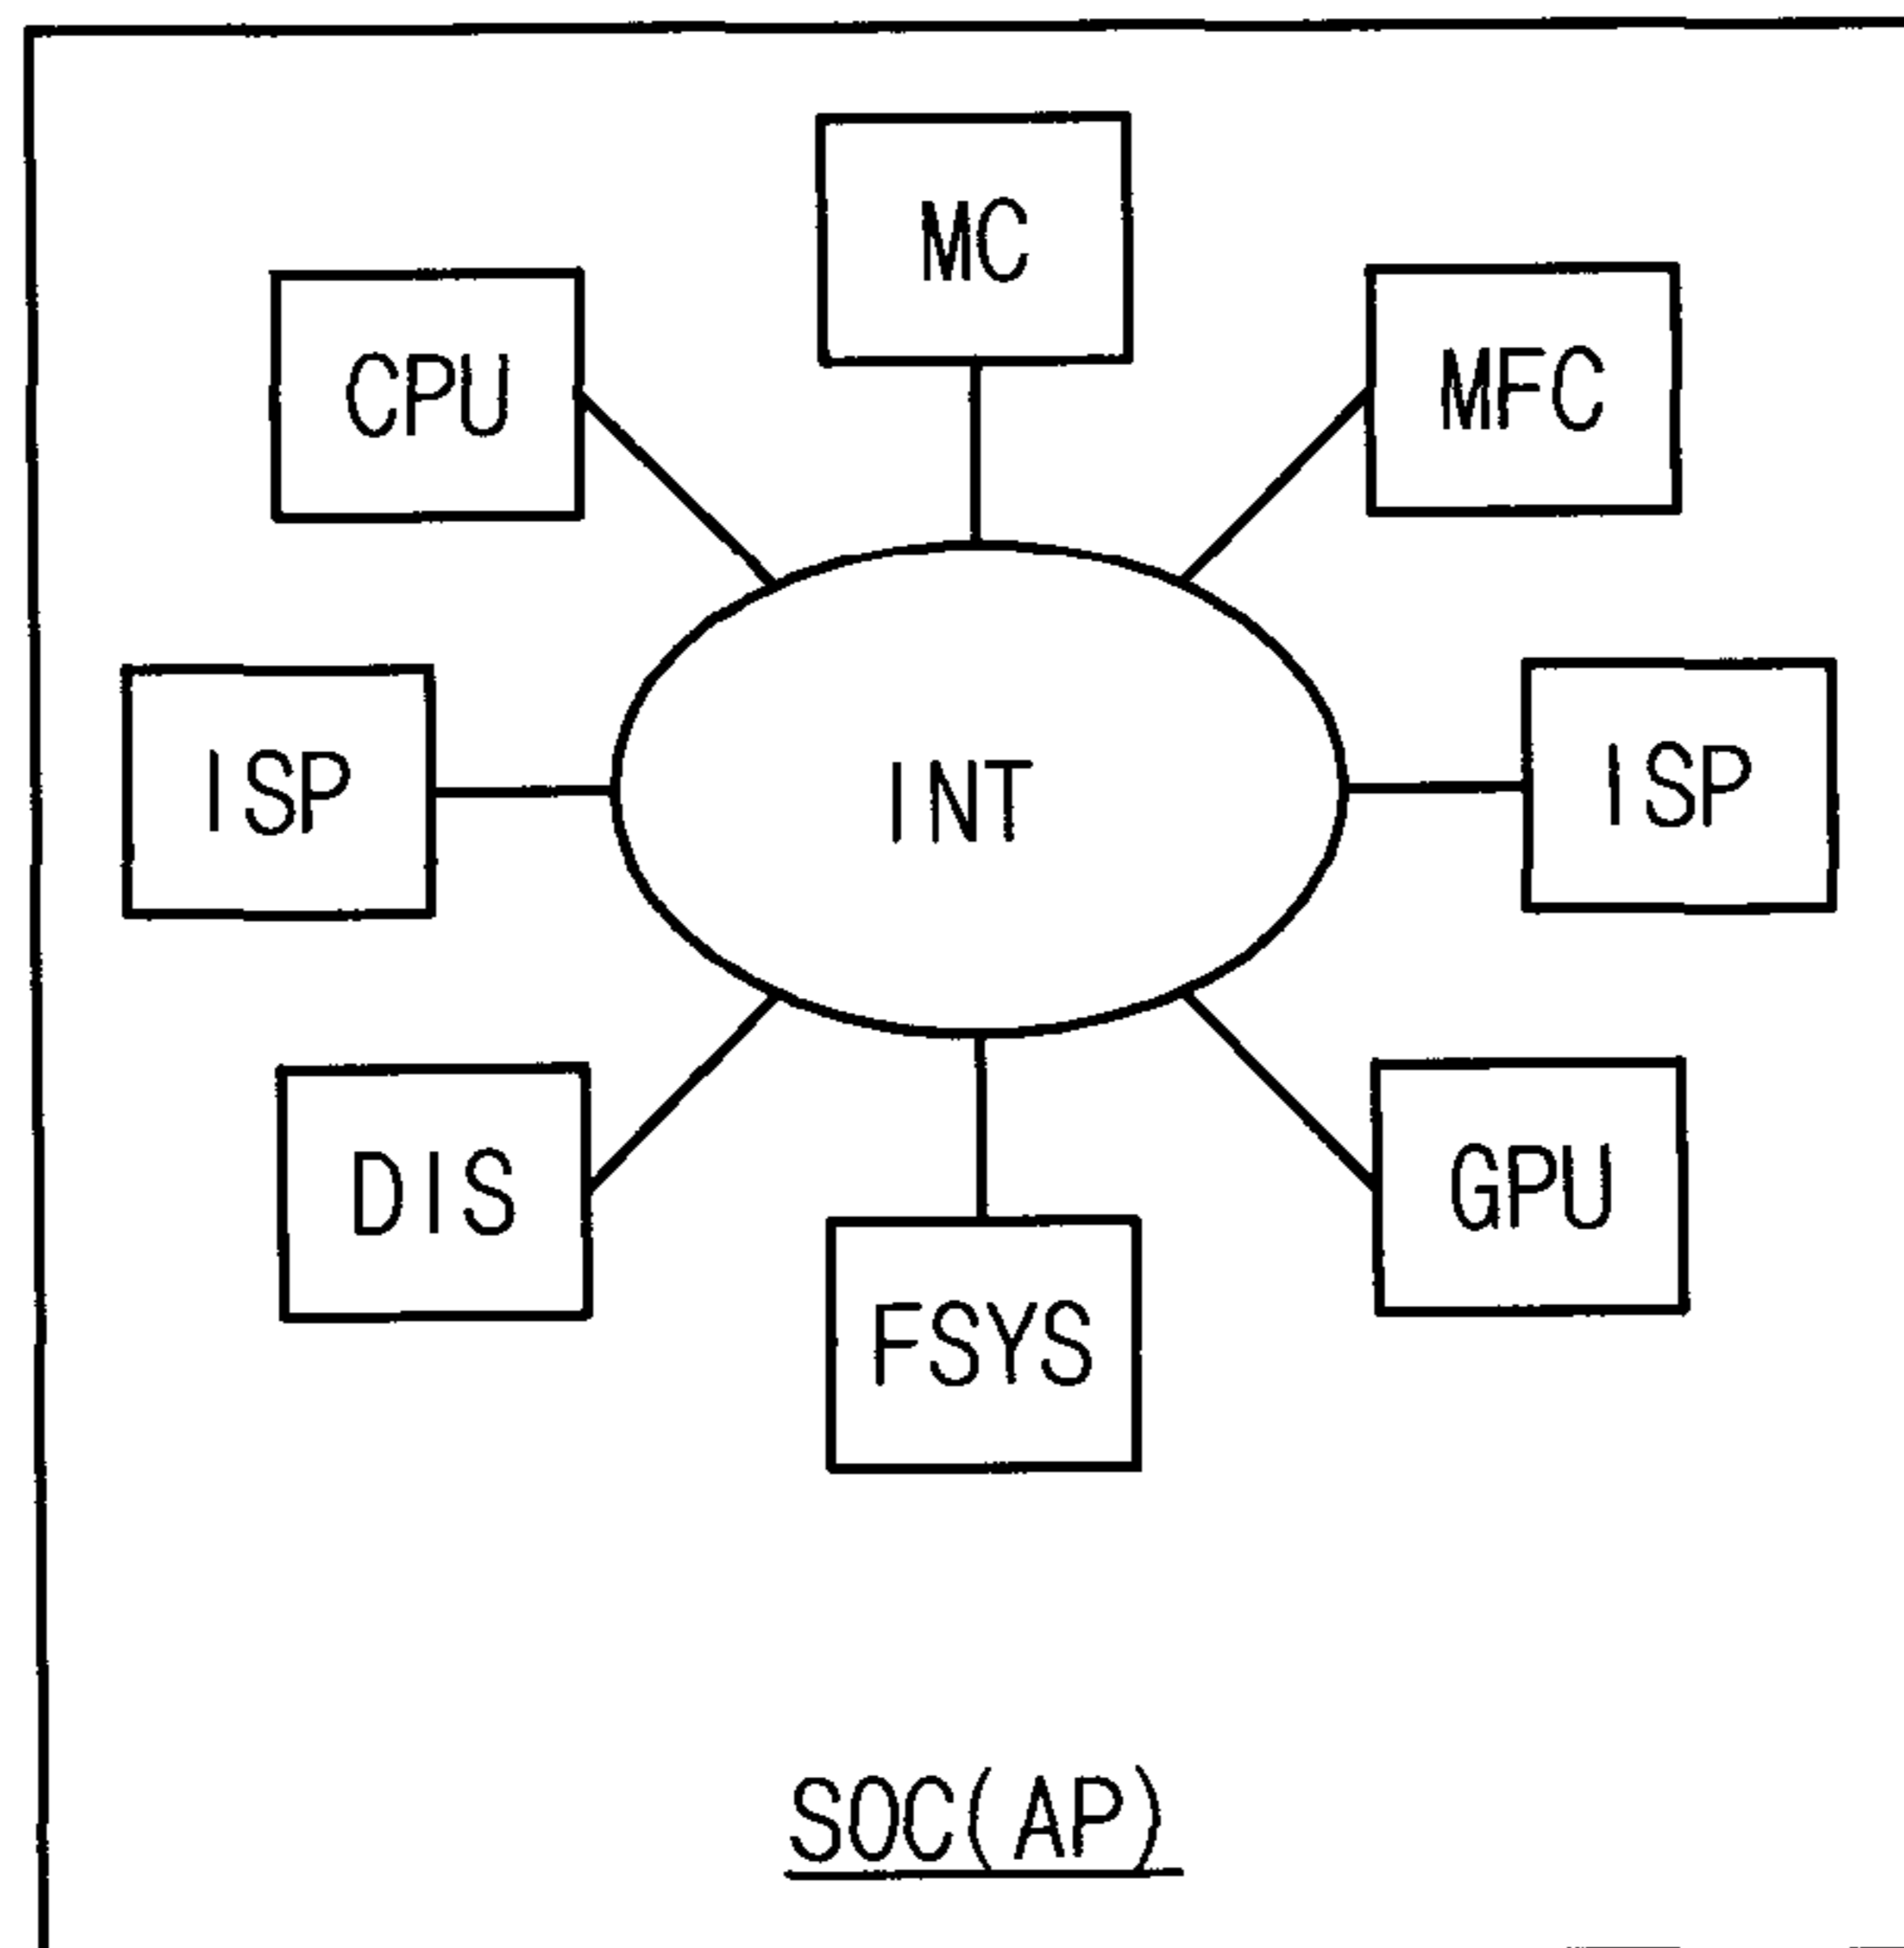 MC
CPU
MFC
ISP
INT
ISP
DIS
GPU
FSYS
SOC(AP)